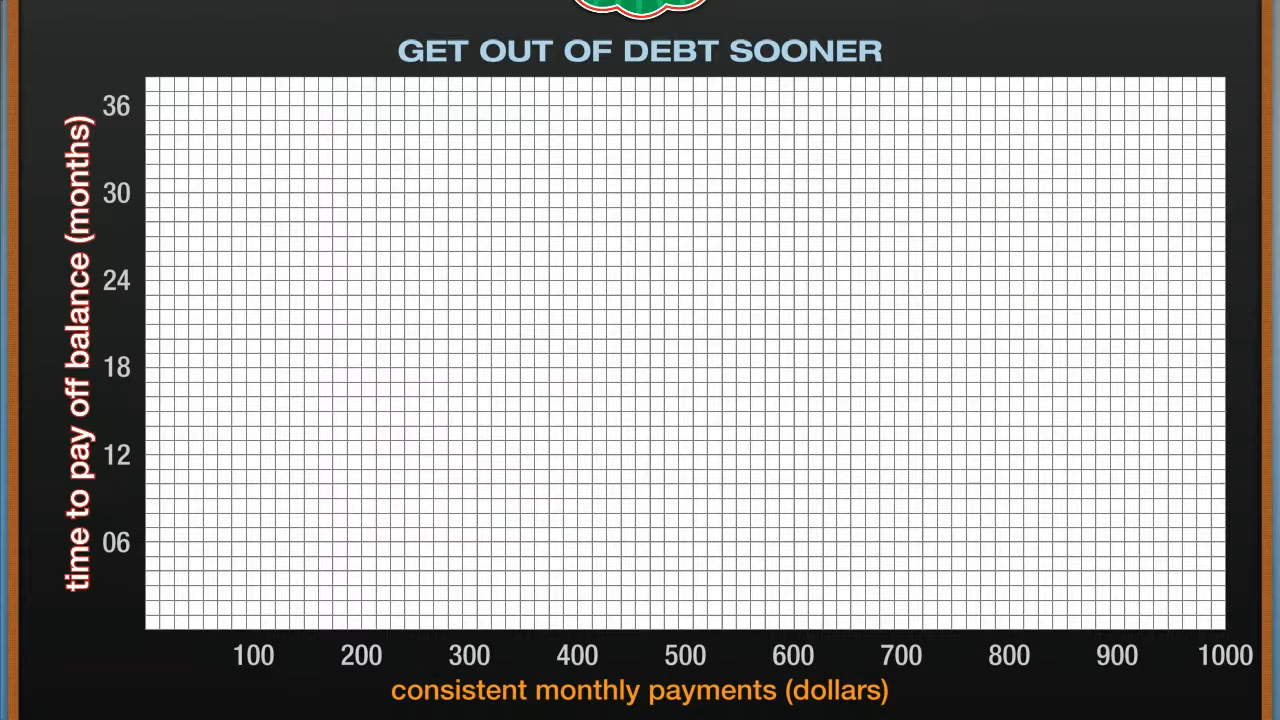 GET OUT OF DEBT SOONER
time to pay off balance (months)
36
30
24
18
12
06
100 200 300 400 500 600 700 800 900 1000
consistent monthly payments (dollars)